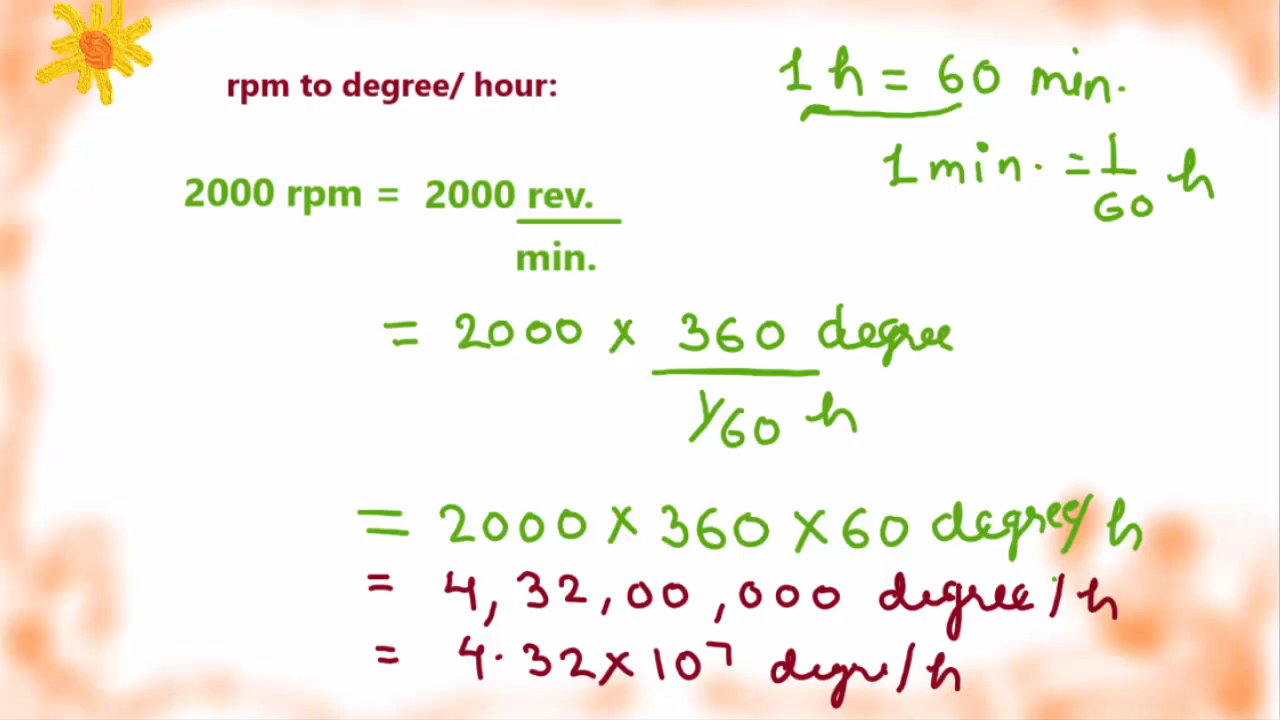 rpm to degree/ hour:
1 h = 60 min.
1 min. = 1/60 h
2000 rpm = 2000 rev.
min.
= 2000 x 360 degree
1/60 h
= 2000 x 360 x 60 degree/h
= 4,32,00,000 degree/h
= 4.32x10⁷ degre/h